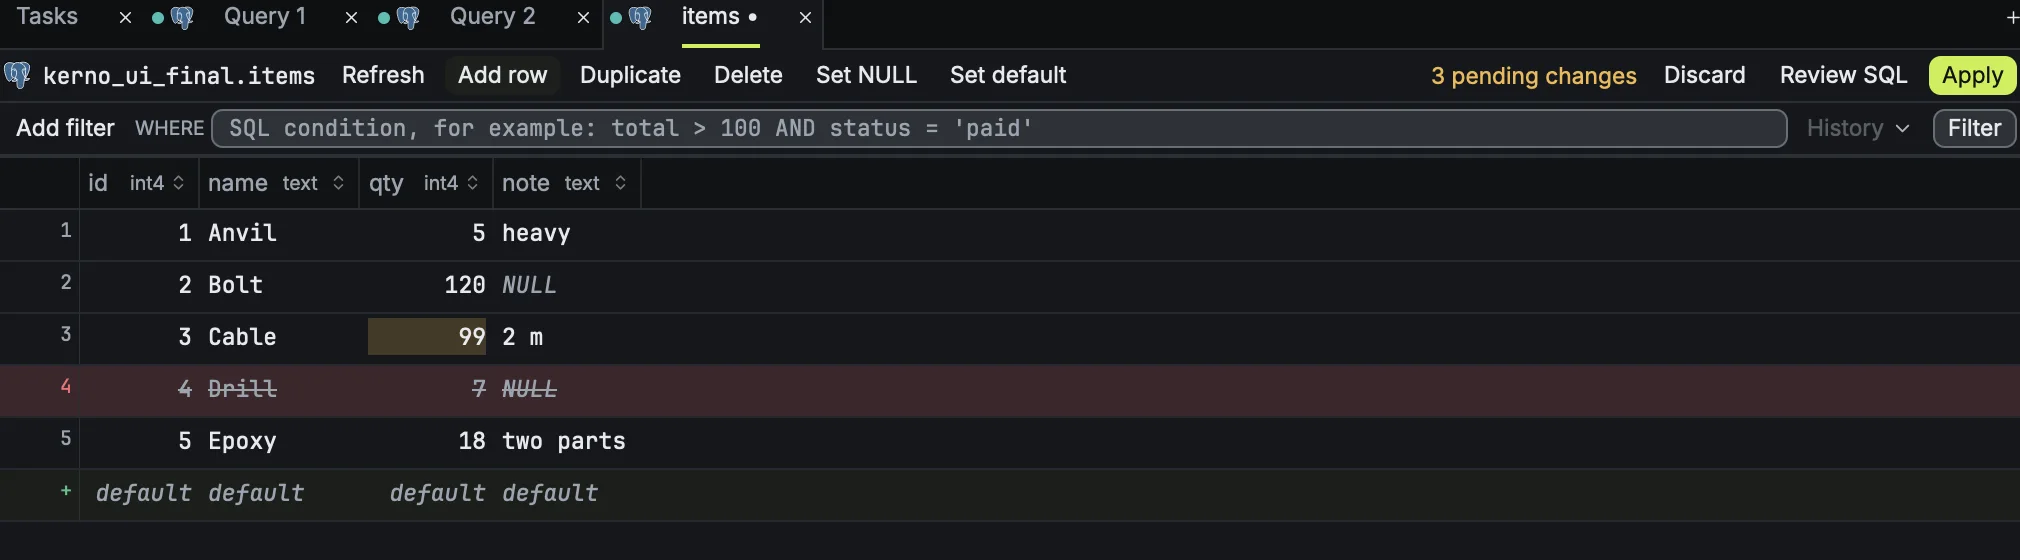 Tasks × Query 1 × Query 2 × items • × +
kerno_ui_final.items Refresh Add row Duplicate Delete Set NULL Set default 3 pending changes Discard Review SQL Apply
Add filter WHERE SQL condition, for example: total > 100 AND status = 'paid' History Filter
id int4 name text qty int4 note text
1 1 Anvil 5 heavy
2 2 Bolt 120 NULL
3 3 Cable 99 2 m
4 4 Drill 7 NULL
5 5 Epoxy 18 two parts
+ default default default default